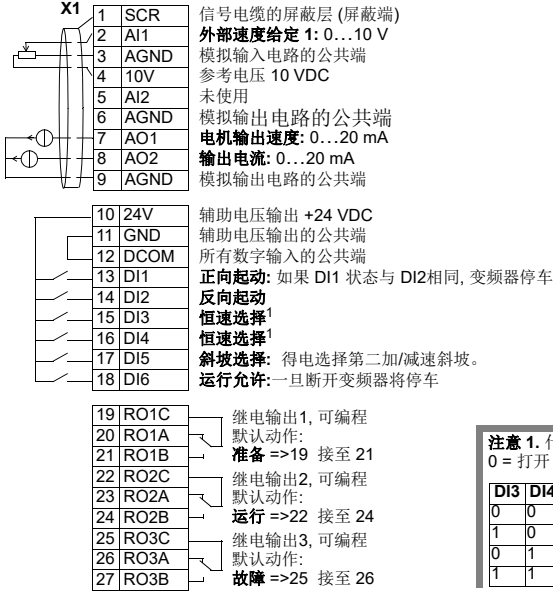 X1
1 SCR 信号电缆的屏蔽层 (屏蔽端)
2 AI1 外部速度给定 1: 0…10 V
3 AGND 模拟输入电路的公共端
4 10V 参考电压 10 VDC
5 AI2 未使用
6 AGND 模拟输出电路的公共端
7 AO1 电机输出速度: 0…20 mA
8 AO2 输出电流: 0…20 mA
9 AGND 模拟输出电路的公共端
10 24V 辅助电压输出 +24 VDC
11 GND 辅助电压输出的公共端
12 DCOM 所有数字输入的公共端
13 DI1 正向起动: 如果 DI1 状态与 DI2相同, 变频器停车
14 DI2 反向起动
15 DI3 恒速选择1
16 DI4 恒速选择1
17 DI5 斜坡选择: 得电选择第二加/减速斜坡。
18 DI6 运行允许:一旦断开变频器将停车
19 RO1C 继电输出1, 可编程
20 RO1A 默认动作:
21 RO1B 准备 =>19 接至 21
22 RO2C 继电输出2, 可编程
23 RO2A 默认动作:
24 RO2B 运行 =>22 接至 24
25 RO3C 继电输出3, 可编程
26 RO3A 默认动作:
27 RO3B 故障 =>25 接至 26
注意 1.
0 = 打开
DI3 DI4
0 0
1 0
0 1
1 1